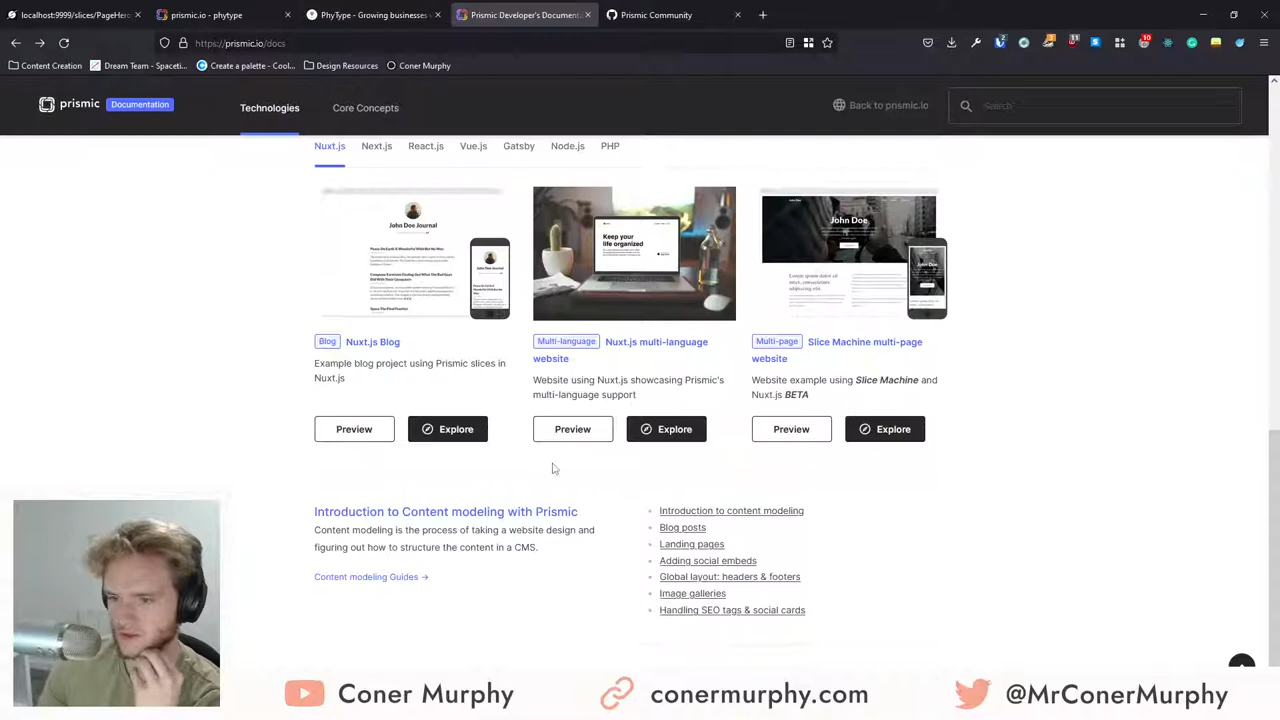 localhost:9999/slices/PageHero
prismic.io - phytype
PhyType - Growing businesses
Prismic Developer's Documentat
Prismic Community
https://prismic.io/docs
Content Creation
Dream Team - Spaceti...
Create a palette - Cool...
Design Resources
Coner Murphy
prismic
Documentation
Technologies
Core Concepts
Back to prismic.io
Search
Nuxt.js
Next.js
React.js
Vue.js
Gatsby
Node.js
PHP
John Doe Journal
Keep your
life organized
John Doe
Blog
Nuxt.js Blog
Example blog project using Prismic slices in
Nuxt.js
Preview
Explore
Multi-language
Nuxt.js multi-language
website
Website using Nuxt.js showcasing Prismic's
multi-language support
Preview
Explore
Multi-page
Slice Machine multi-page
website
Website example using Slice Machine and
Nuxt.js BETA
Preview
Explore
Introduction to Content modeling with Prismic
Content modeling is the process of taking a website design and
figuring out how to structure the content in a CMS.
Content modeling Guides →
Introduction to content modeling
Blog posts
Landing pages
Adding social embeds
Global layout: headers & footers
Image galleries
Handling SEO tags & social cards
Coner Murphy
conermurphy.com
@MrConerMurphy